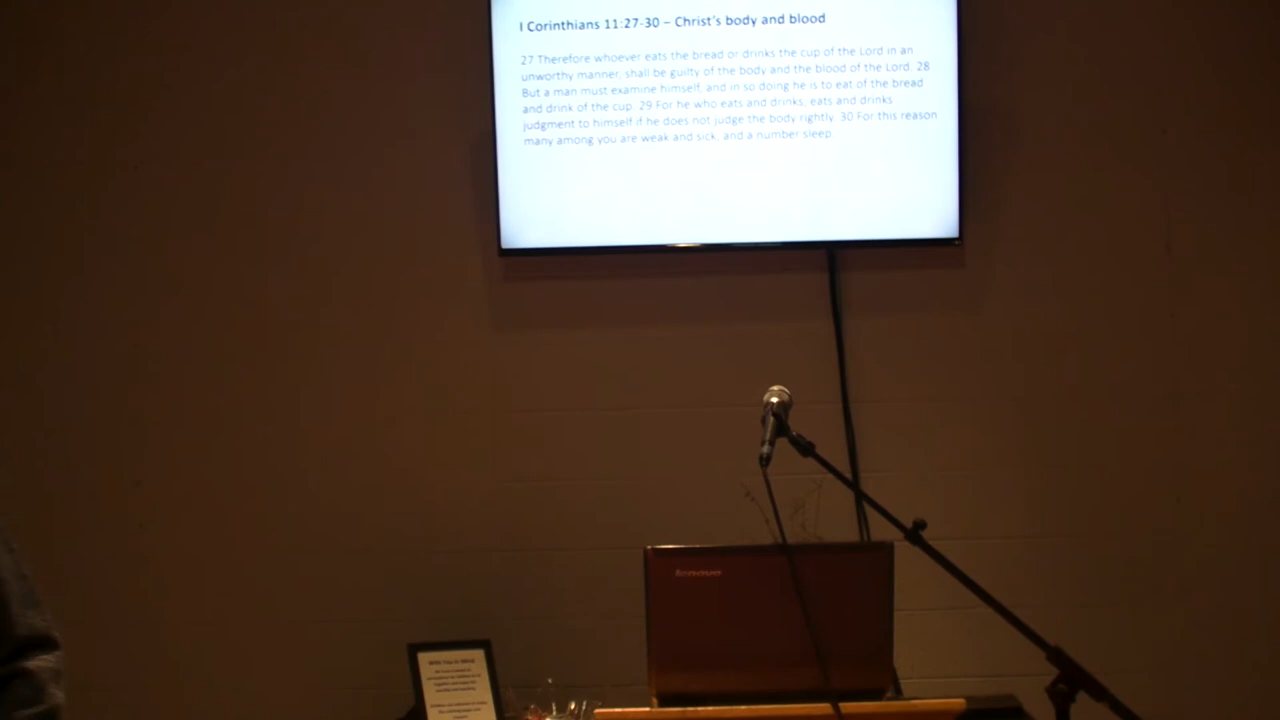 I Corinthians 11:27-30 – Christ's body and blood
27 Therefore whoever eats the bread or drinks the cup of the Lord in an
unworthy manner, shall be guilty of the body and the blood of the Lord. 28
But a man must examine himself, and in so doing he is to eat of the bread
and drink of the cup. 29 For he who eats and drinks, eats and drinks
judgment to himself if he does not judge the body rightly. 30 For this reason
many among you are weak and sick, and a number sleep
lenovo